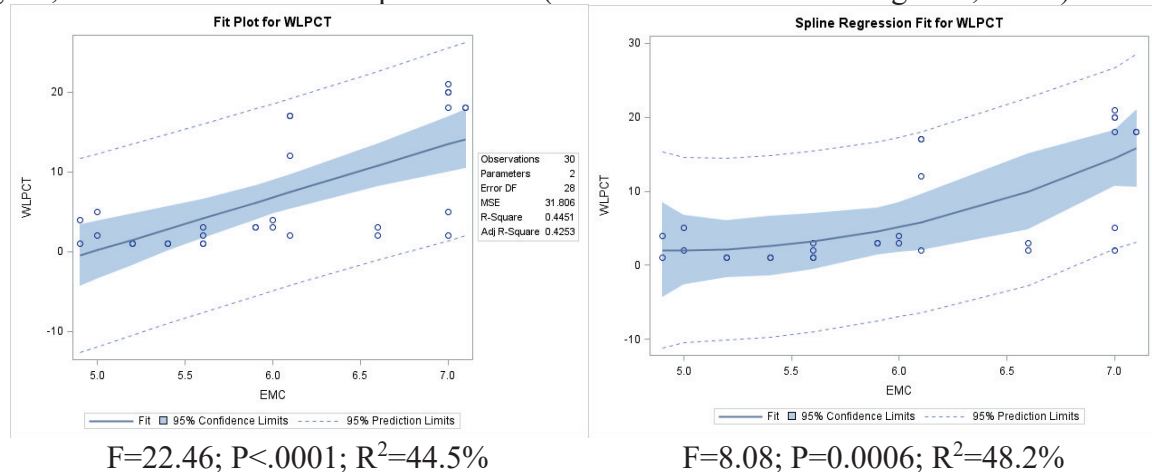 Fit Plot for WLPCT
WLPCT
20
10
0
-10
5.0 5.5 6.0 6.5 7.0
EMC
Observations 30
Parameters 2
Error DF 28
MSE 31.806
R-Square 0.4451
Adj R-Square 0.4253
Fit 95% Confidence Limits 95% Prediction Limits
Spline Regression Fit for WLPCT
WLPCT
30
20
10
0
-10
5.0 5.5 6.0 6.5 7.0
EMC
Fit 95% Confidence Limits 95% Prediction Limits
F=22.46; P<.0001; R²=44.5% F=8.08; P=0.0006; R²=48.2%